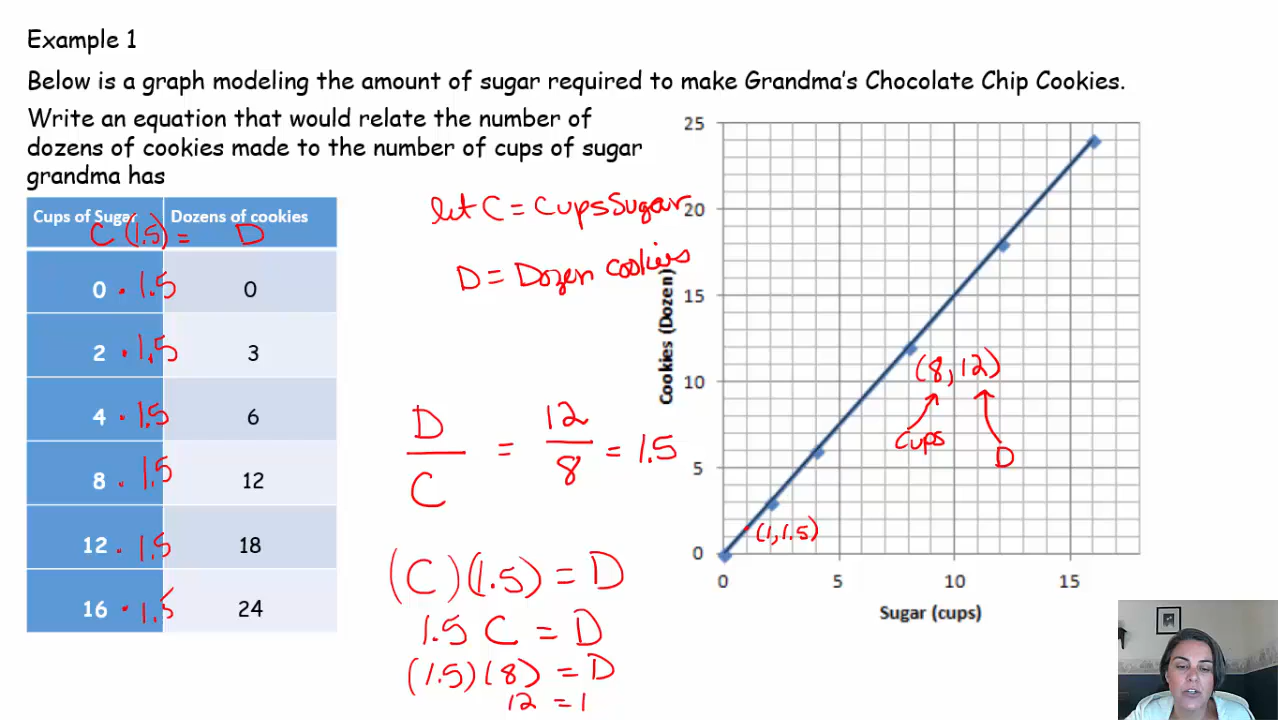 Example 1
Below is a graph modeling the amount of sugar required to make Grandma's Chocolate Chip Cookies.
Write an equation that would relate the number of
dozens of cookies made to the number of cups of sugar
grandma has
Cups of Sugar Dozens of cookies
C (1.5) = D
0 · 1.5 0
2 · 1.5 3
4 · 1.5 6
8 · 1.5 12
12 · 1.5 18
16 · 1.5 24
let C = Cups Sugar
D = Dozen cookies
D/C = 12/8 = 1.5
(C)(1.5) = D
1.5 C = D
(1.5)(8) = D
12 = 1
25
20
15
10
5
0
Cookies (Dozen)
(8, 12)
Cups
D
(1, 1.5)
0 5 10 15
Sugar (cups)